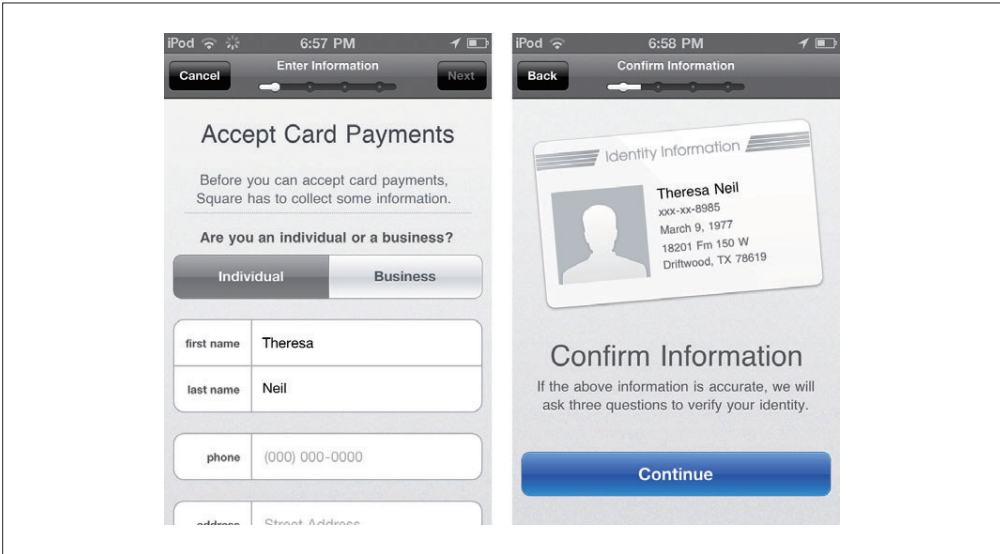 iPod 6:57 PM
Cancel
Enter Information
Next
Accept Card Payments
Before you can accept card payments,
Square has to collect some information.
Are you an individual or a business?
Individual
Business
first name
Theresa
last name
Neil
phone
(000) 000-0000
address
Street Address
iPod 6:58 PM
Back
Confirm Information
Identity Information
Theresa Neil
xxx-xx-8985
March 9, 1977
18201 Fm 150 W
Driftwood, TX 78619
Confirm Information
If the above information is accurate, we will
ask three questions to verify your identity.
Continue